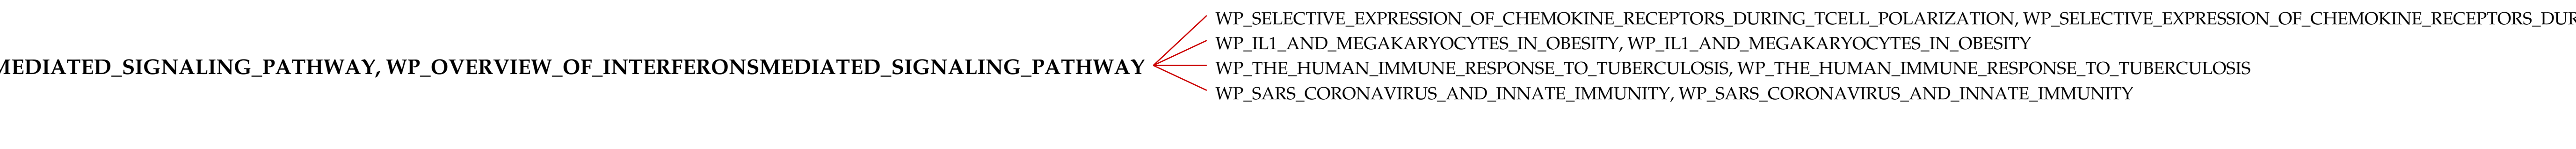 WP_SELECTIVE_EXPRESSION_OF_CHEMOKINE_RECEPTORS_DURING_TCELL_POLARIZATION, WP_SELECTIVE_EXPRESSION_OF_CHEMOKINE_RECEPTORS_DUR
WP_IL1_AND_MEGAKARYOCYTES_IN_OBESITY, WP_IL1_AND_MEGAKARYOCYTES_IN_OBESITY
MEDIATED_SIGNALING_PATHWAY, WP_OVERVIEW_OF_INTERFERONSMEDIATED_SIGNALING_PATHWAY
WP_THE_HUMAN_IMMUNE_RESPONSE_TO_TUBERCULOSIS, WP_THE_HUMAN_IMMUNE_RESPONSE_TO_TUBERCULOSIS
WP_SARS_CORONAVIRUS_AND_INNATE_IMMUNITY, WP_SARS_CORONAVIRUS_AND_INNATE_IMMUNITY